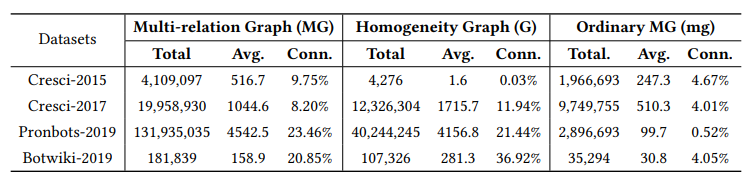 Datasets Multi-relation Graph (MG) Homogeneity Graph (G) Ordinary MG (mg)
Total Avg. Conn. Total Avg. Conn. Total. Avg. Conn.
Cresci-2015 4,109,097 516.7 9.75% 4,276 1.6 0.03% 1,966,693 247.3 4.67%
Cresci-2017 19,958,930 1044.6 8.20% 12,326,304 1715.7 11.94% 9,749,755 510.3 4.01%
Pronbots-2019 131,935,035 4542.5 23.46% 40,244,245 4156.8 21.44% 2,896,693 99.7 0.52%
Botwiki-2019 181,839 158.9 20.85% 107,326 281.3 36.92% 35,294 30.8 4.05%